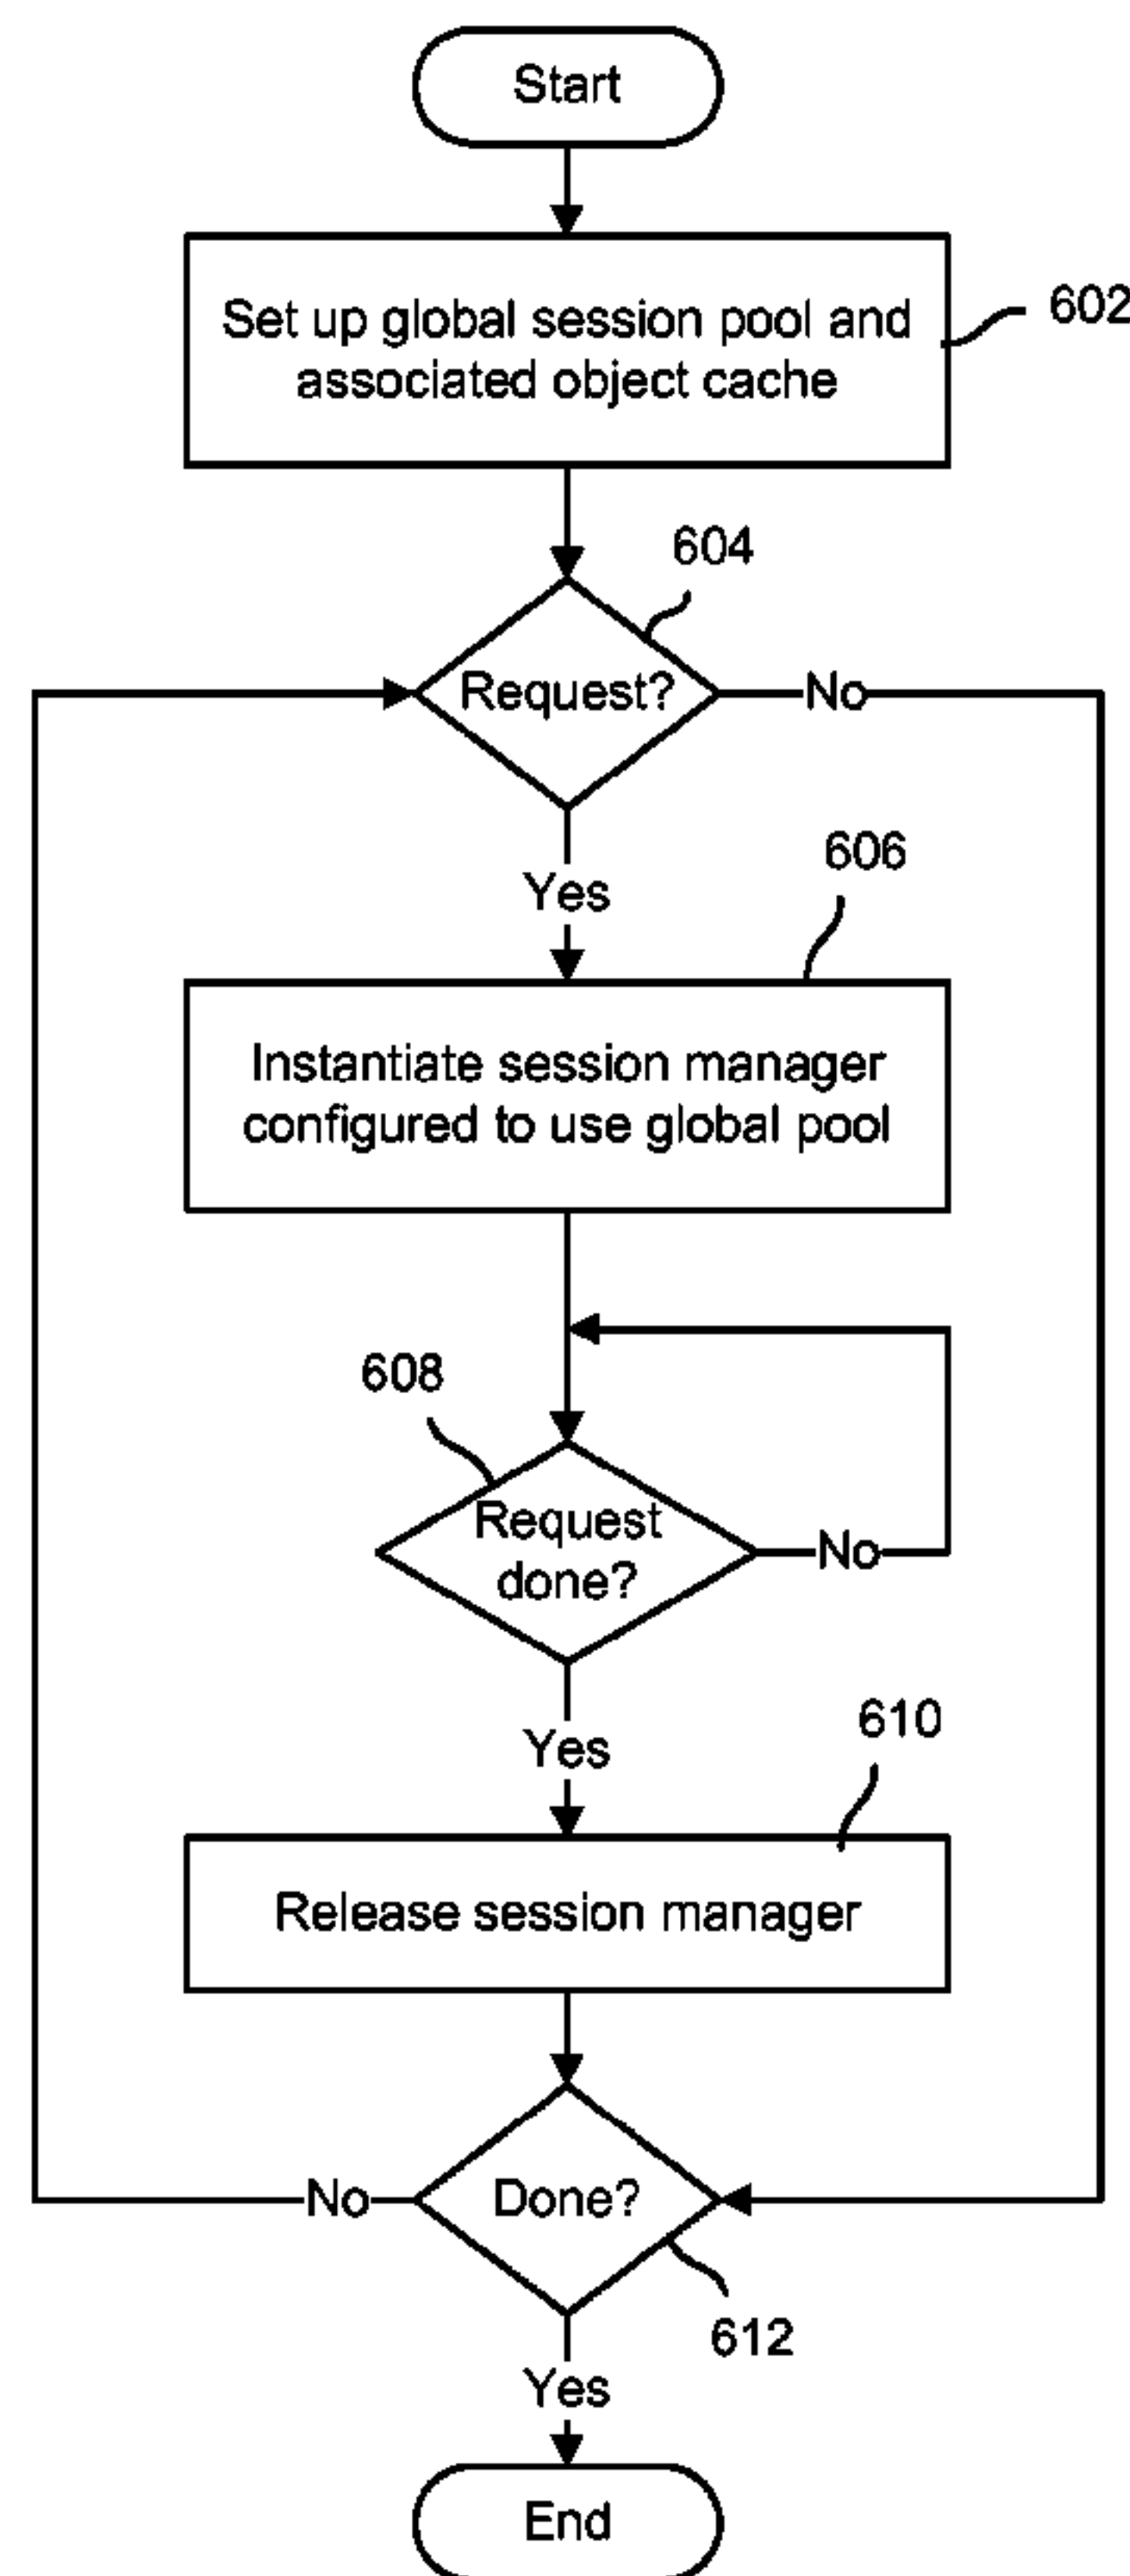 Start
Set up global session pool and
associated object cache
602
604
Request?
No
Yes
606
Instantiate session manager
configured to use global pool
608
Request
done?
No
Yes
610
Release session manager
No
Done?
612
Yes
End